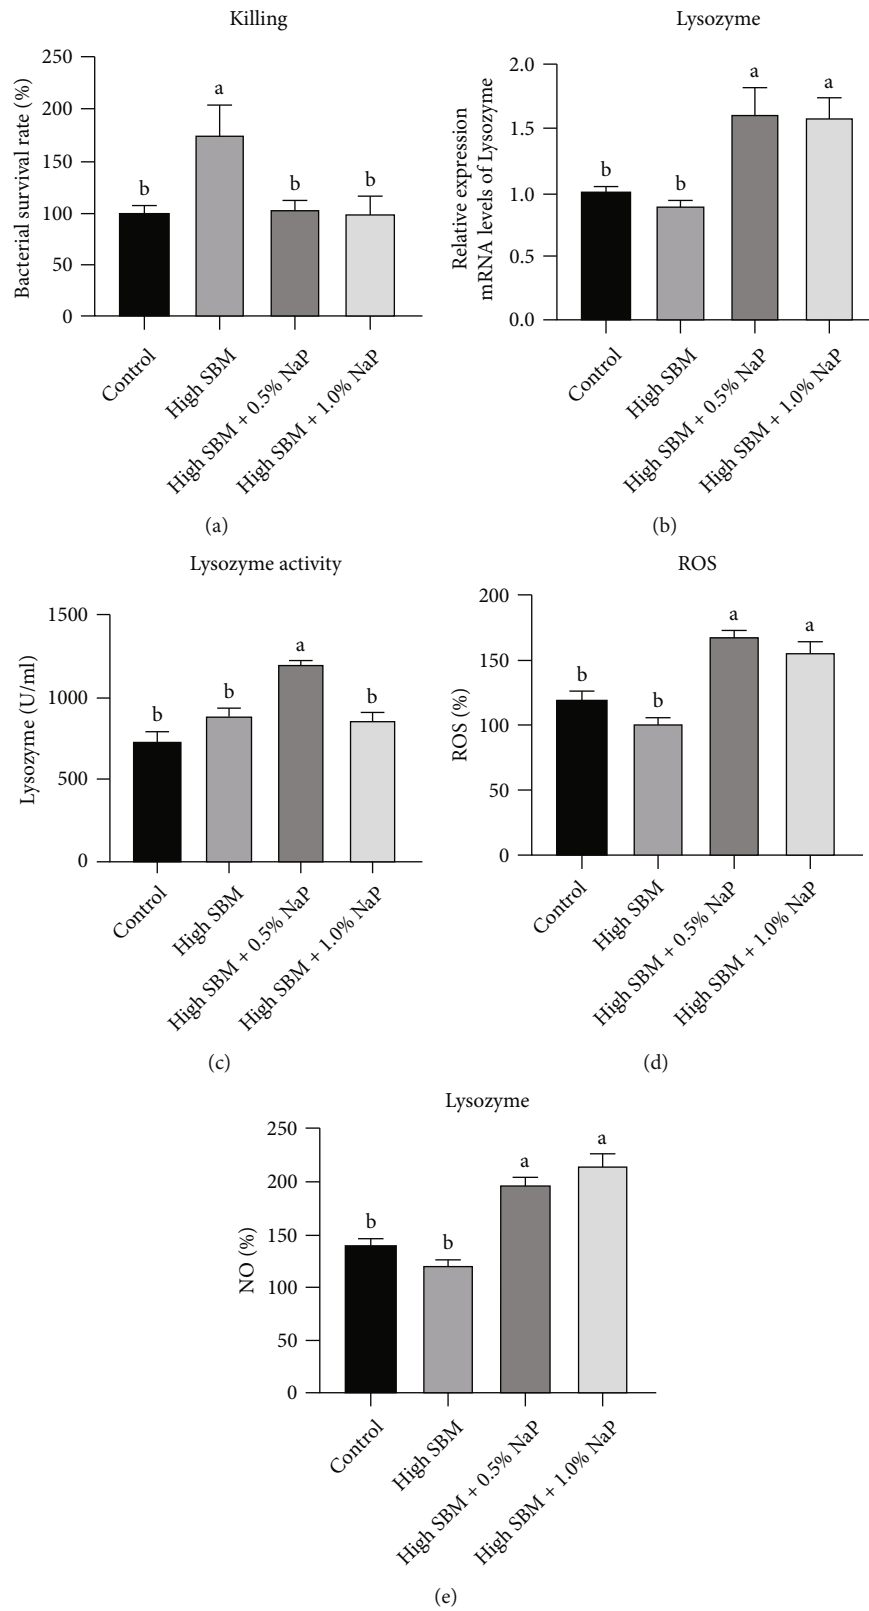 Killing
Bacterial survival rate (%)
250
200
150
100
50
0
b
a
b
b
Control
High SBM
High SBM + 0.5% NaP
High SBM + 1.0% NaP
(a)
Lysozyme
Relative expression
mRNA levels of Lysozyme
2.0
1.5
1.0
0.5
0.0
b
b
a
a
Control
High SBM
High SBM + 0.5% NaP
High SBM + 1.0% NaP
(b)
Lysozyme activity
Lysozyme (U/ml)
1500
1000
500
0
b
b
a
b
Control
High SBM
High SBM + 0.5% NaP
High SBM + 1.0% NaP
(c)
ROS
ROS (%)
200
150
100
50
0
b
b
a
a
Control
High SBM
High SBM + 0.5% NaP
High SBM + 1.0% NaP
(d)
Lysozyme
NO (%)
250
200
150
100
50
0
b
b
a
a
Control
High SBM
High SBM + 0.5% NaP
High SBM + 1.0% NaP
(e)